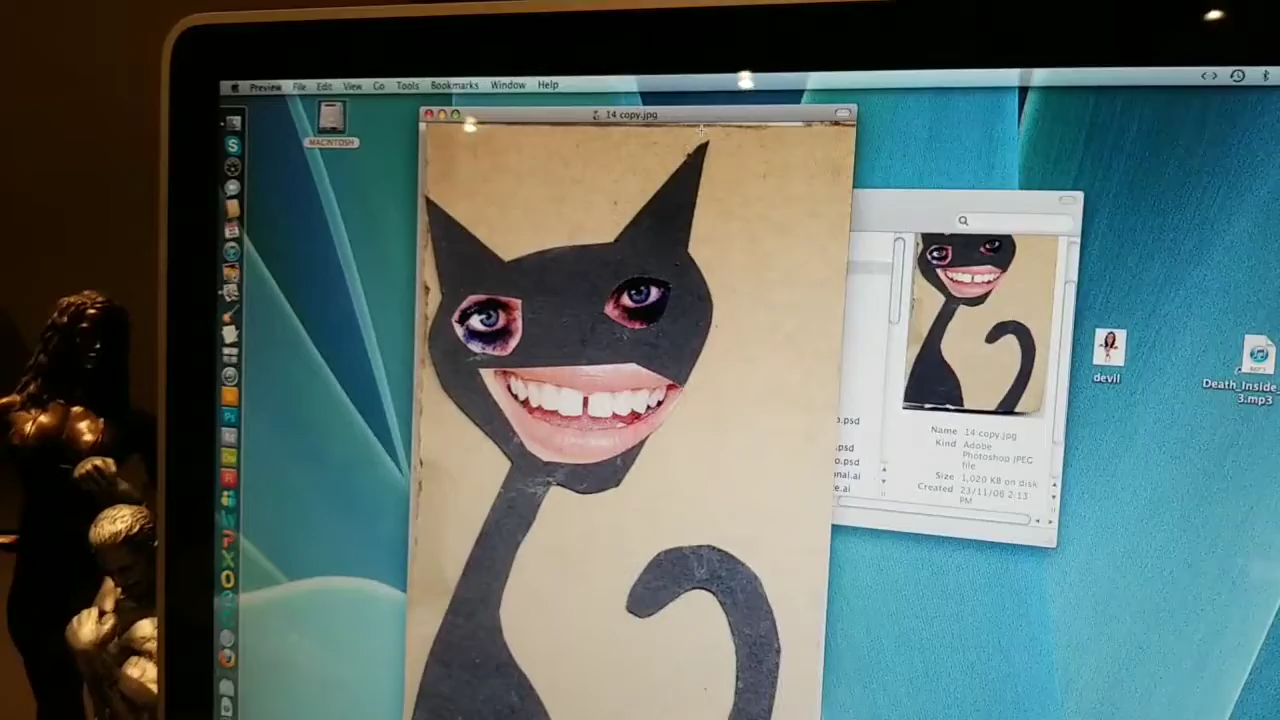 Preview File Edit View Go Tools Bookmarks Window Help
MACINTOSH
14 copy.jpg
.psd
.psd
.psd
.ai
.ai
Name 14 copy.jpg
Kind Adobe
Photoshop JPEG
file
Size 1,020 KB on disk
Created 23/11/06 2:13
PM
devil
Death_Inside_
3.mp3